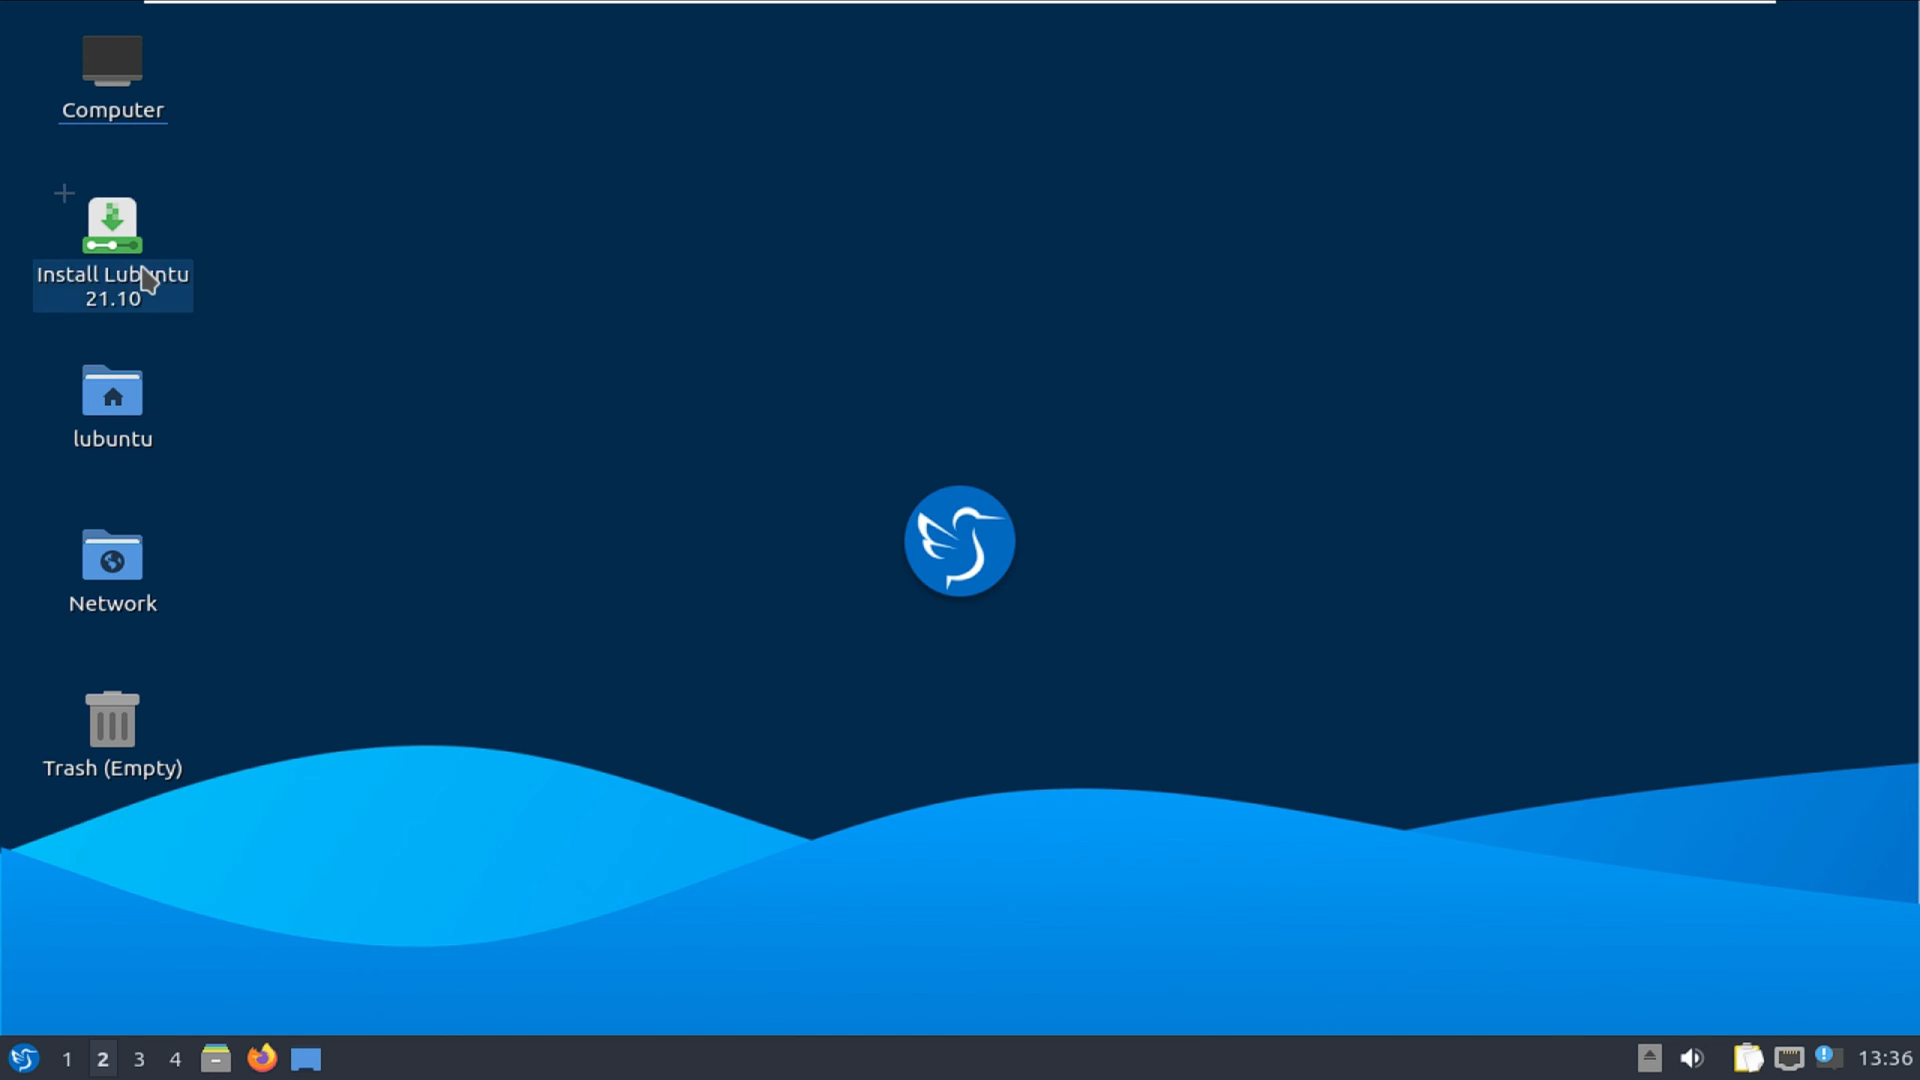 Computer
Install Lubuntu
21.10
lubuntu
Network
Trash (Empty)
1 2 3 4
13:36